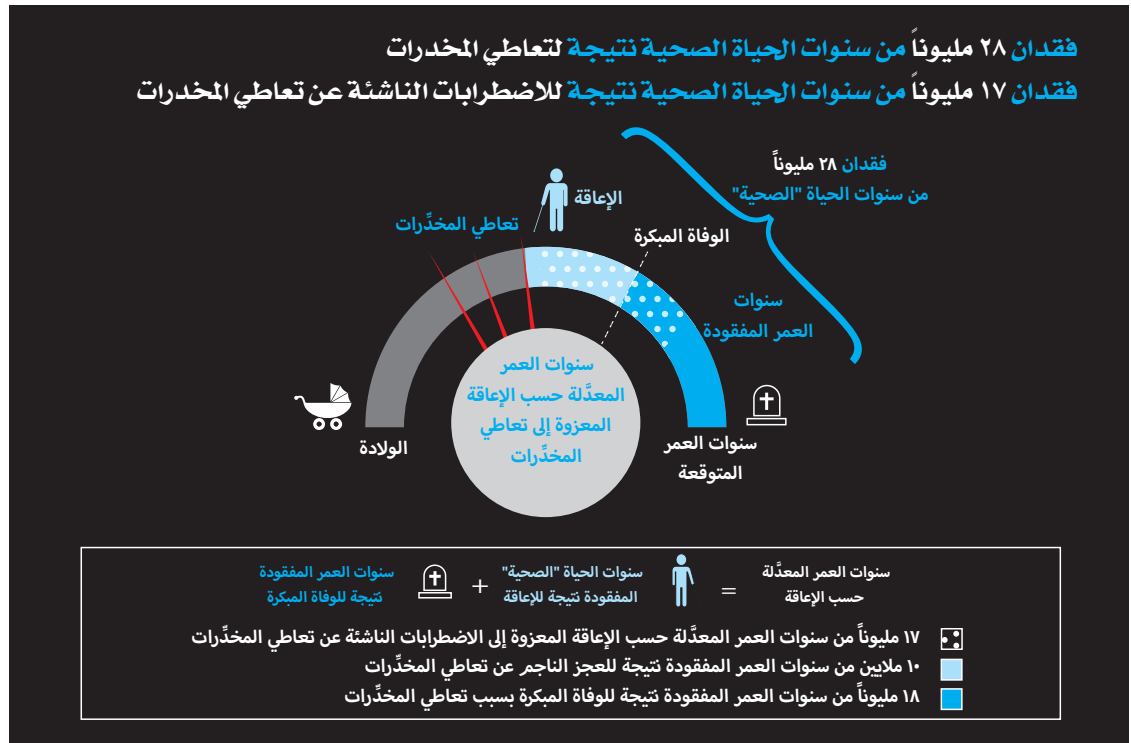 فقدان ٢٨ مليوناً من سنوات الحياة الصحية نتيجة لتعاطي المخدرات
فقدان ١٧ مليوناً من سنوات الحياة الصحية نتيجة للاضطرابات الناشئة عن تعاطي المخدرات
فقدان ٢٨ مليوناً
من سنوات الحياة "الصحية"
الإعاقة
تعاطي المخدِّرات
الوفاة المبكرة
سنوات
العمر المفقودة
سنوات العمر
المعدَّلة حسب الإعاقة
المعزوة إلى تعاطي
المخدِّرات
سنوات العمر
المتوقعة
الولادة
سنوات العمر المعدَّلة
حسب الإعاقة
=
سنوات الحياة "الصحية"
المفقودة نتيجة للإعاقة
+
سنوات العمر المفقودة
نتيجة للوفاة المبكرة
١٧ مليوناً من سنوات العمر المعدَّلة حسب الإعاقة المعزوة إلى الاضطرابات الناشئة عن تعاطي المخدِّرات
١٠ ملايين من سنوات العمر المفقودة نتيجة للعجز الناجم عن تعاطي المخدِّرات
١٨ مليوناً من سنوات العمر المفقودة نتيجة للوفاة المبكرة بسبب تعاطي المخدِّرات